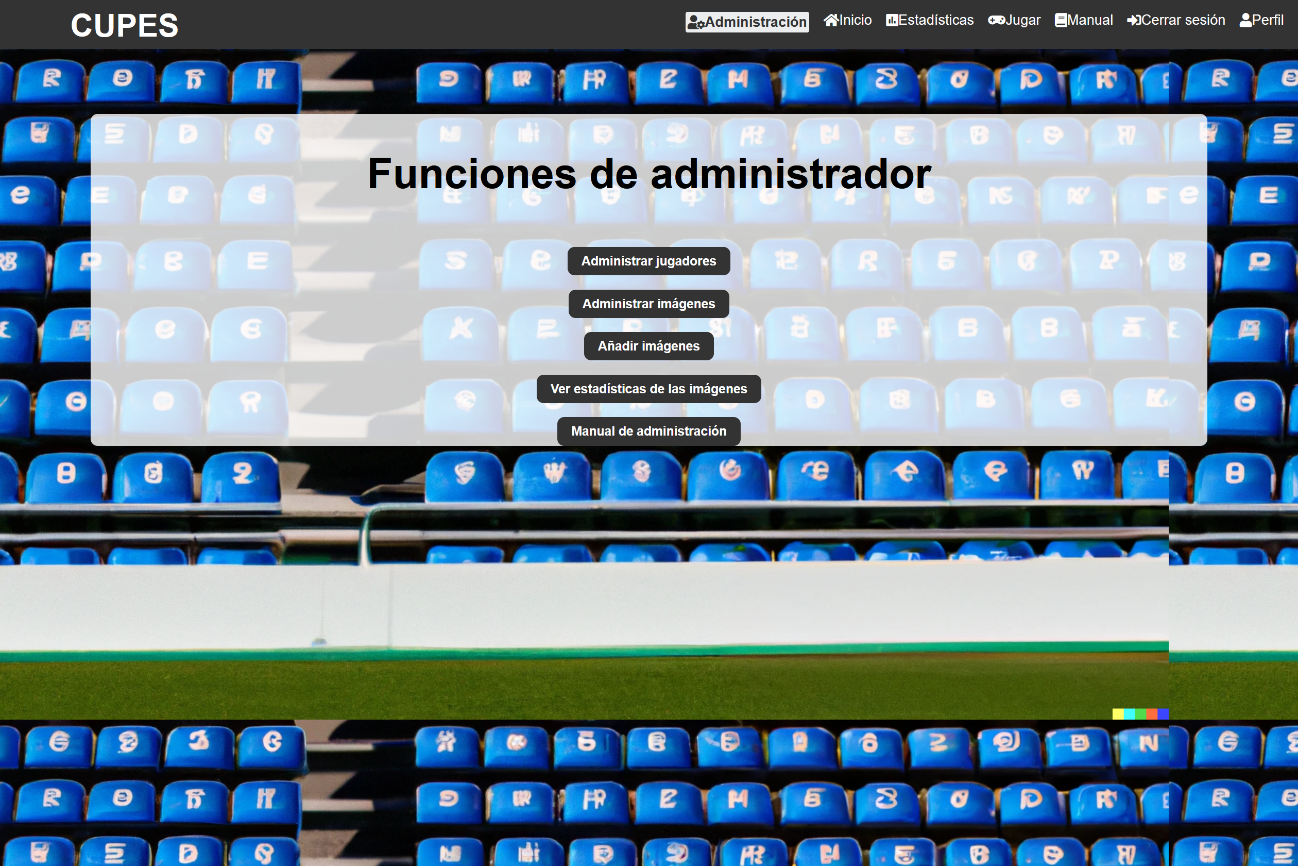 CUPES
Administración Inicio Estadísticas Jugar Manual Cerrar sesión Perfil
Funciones de administrador
Administrar jugadores
Administrar imágenes
Añadir imágenes
Ver estadísticas de las imágenes
Manual de administración